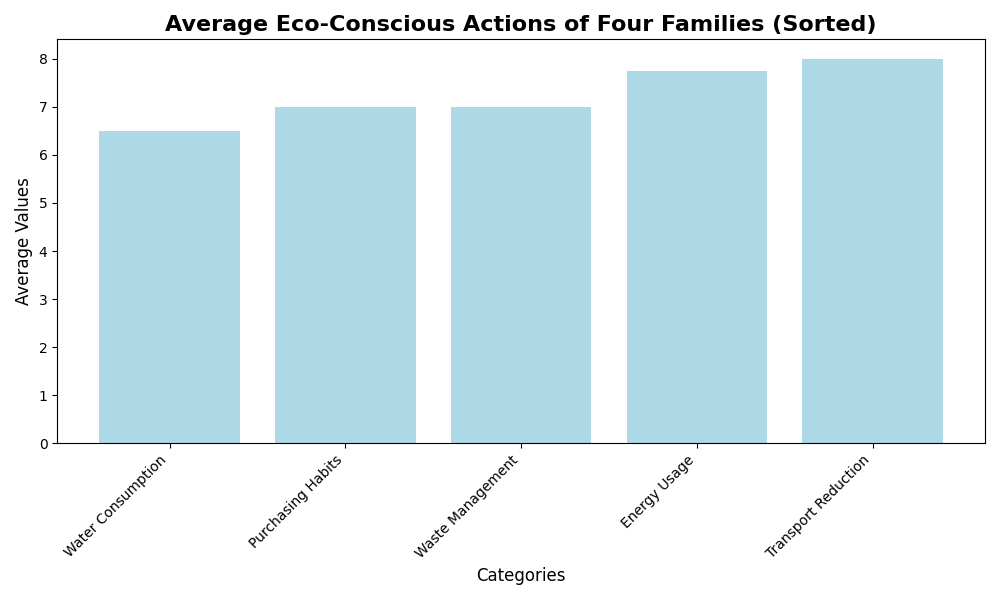 Average Eco-Conscious Actions of Four Families (Sorted)
Average Values
8
7
6
5
4
3
2
1
0
Water Consumption
Purchasing Habits
Waste Management
Energy Usage
Transport Reduction
Categories